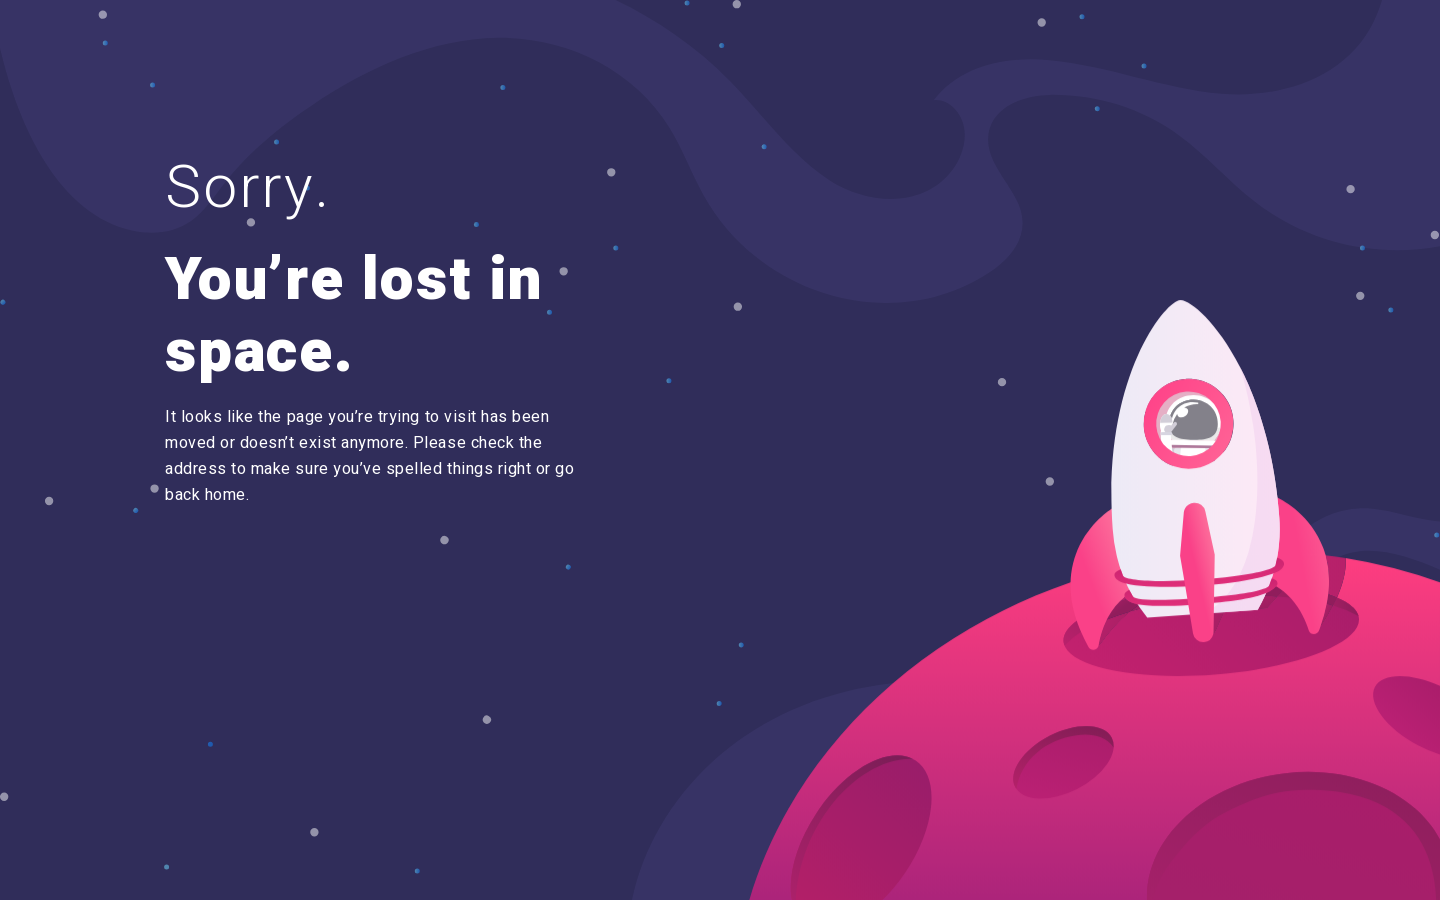 Sorry.
You’re lost in
space.
It looks like the page you’re trying to visit has been
moved or doesn’t exist anymore. Please check the
address to make sure you’ve spelled things right or go
back home.